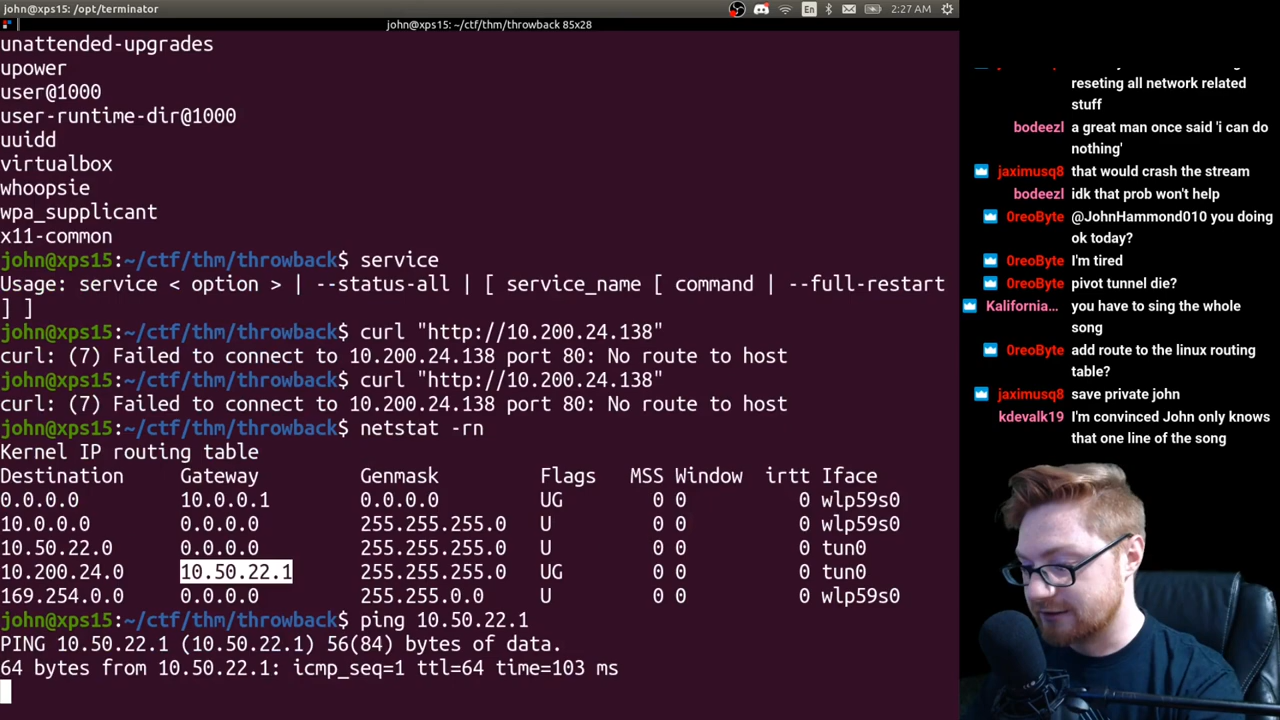 john@xps15: /opt/terminator
En
2:27 AM
john@xps15: ~/ctf/thm/throwback 85x28
unattended-upgrades
upower
user@1000
user-runtime-dir@1000
uuidd
virtualbox
whoopsie
wpa_supplicant
x11-common
john@xps15:~/ctf/thm/throwback$ service
Usage: service < option > | --status-all | [ service_name [ command | --full-restart
] ]
john@xps15:~/ctf/thm/throwback$ curl "http://10.200.24.138"
curl: (7) Failed to connect to 10.200.24.138 port 80: No route to host
john@xps15:~/ctf/thm/throwback$ curl "http://10.200.24.138"
curl: (7) Failed to connect to 10.200.24.138 port 80: No route to host
john@xps15:~/ctf/thm/throwback$ netstat -rn
Kernel IP routing table
Destination Gateway Genmask Flags MSS Window irtt Iface
0.0.0.0 10.0.0.1 0.0.0.0 UG 0 0 0 wlp59s0
10.0.0.0 0.0.0.0 255.255.255.0 U 0 0 0 wlp59s0
10.50.22.0 0.0.0.0 255.255.255.0 U 0 0 0 tun0
10.200.24.0 10.50.22.1 255.255.255.0 UG 0 0 0 tun0
169.254.0.0 0.0.0.0 255.255.0.0 U 0 0 0 wlp59s0
john@xps15:~/ctf/thm/throwback$ ping 10.50.22.1
PING 10.50.22.1 (10.50.22.1) 56(84) bytes of data.
64 bytes from 10.50.22.1: icmp_seq=1 ttl=64 time=103 ms
reseting all network related
stuff
bodeezl a great man once said 'i can do
nothing'
jaximusq8 that would crash the stream
bodeezl idk that prob won't help
0reoByte @JohnHammond010 you doing
ok today?
0reoByte I'm tired
0reoByte pivot tunnel die?
Kalifornia... you have to sing the whole
song
0reoByte add route to the linux routing
table?
jaximusq8 save private john
kdevalk19 I'm convinced John only knows
that one line of the song